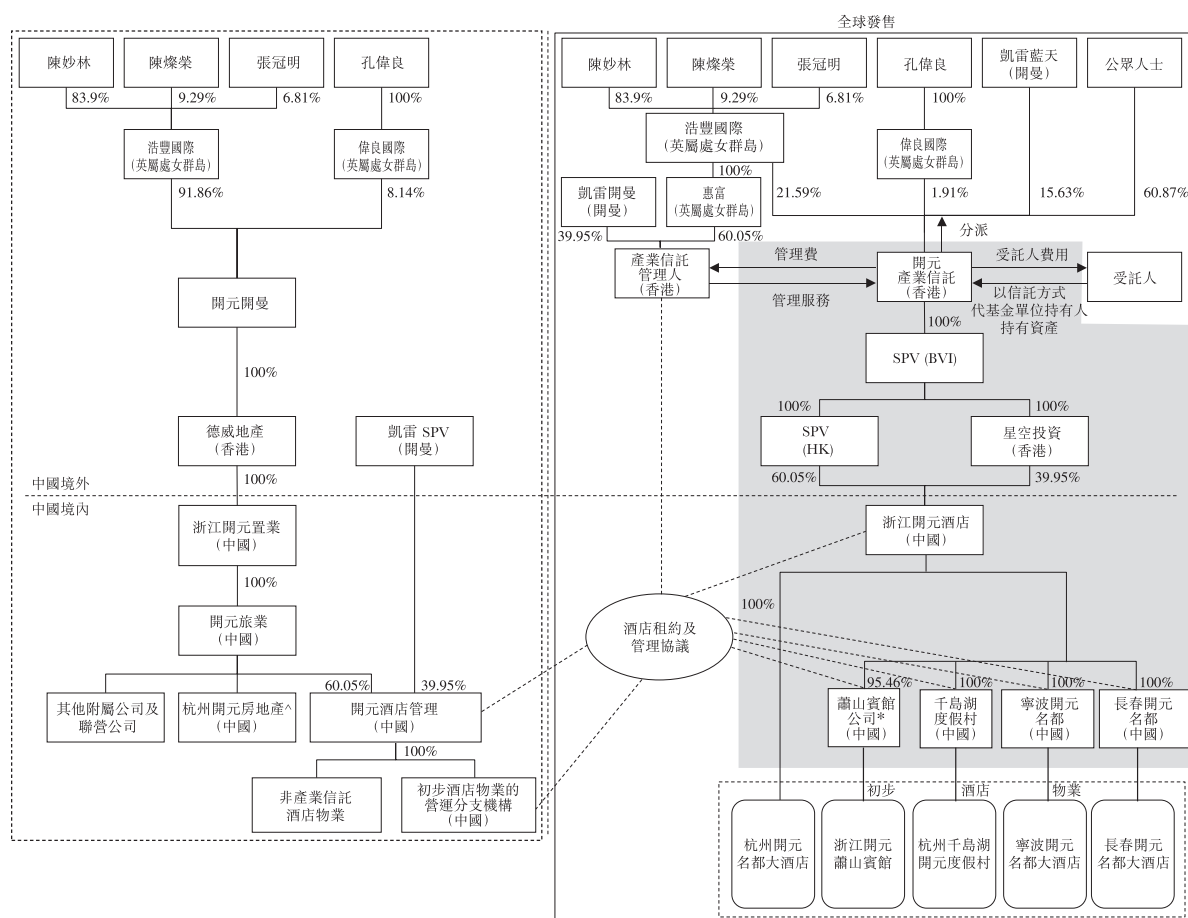 全球發售
陳妙林
陳燦榮
張冠明
孔偉良
83.9%
9.29%
6.81%
100%
浩豐國際
(英屬處女群島)
偉良國際
(英屬處女群島)
91.86%
8.14%
開元開曼
100%
德威地產
(香港)
凱雷 SPV
(開曼)
100%
中國境外
中國境內
浙江開元置業
(中國)
100%
開元旅業
(中國)
60.05%
39.95%
其他附屬公司及
聯營公司
杭州開元房地產^
(中國)
開元酒店管理
(中國)
100%
非產業信託
酒店物業
初步酒店物業的
營運分支機構
(中國)
陳妙林
陳燦榮
張冠明
孔偉良
凱雷藍天
(開曼)
公眾人士
83.9%
9.29%
6.81%
100%
浩豐國際
(英屬處女群島)
偉良國際
(英屬處女群島)
100%
凱雷開曼
(開曼)
惠富
(英屬處女群島)
21.59%
1.91%
15.63%
60.87%
39.95%
60.05%
分派
產業信託
管理人
(香港)
管理費
管理服務
開元
產業信託
(香港)
受託人費用
以信託方式
代基金單位持有人
持有資產
受託人
100%
SPV (BVI)
100%
100%
SPV
(HK)
星空投資
(香港)
60.05%
39.95%
浙江開元酒店
(中國)
酒店租約及
管理協議
100%
95.46%
100%
100%
100%
蕭山賓館
公司*
(中國)
千島湖
度假村
(中國)
寧波開元
名都
(中國)
長春開元
名都
(中國)
初步
酒店
物業
杭州開元
名都大酒店
浙江開元
蕭山賓館
杭州千島湖
開元度假村
寧波開元
名都大酒店
長春開元
名都大酒店